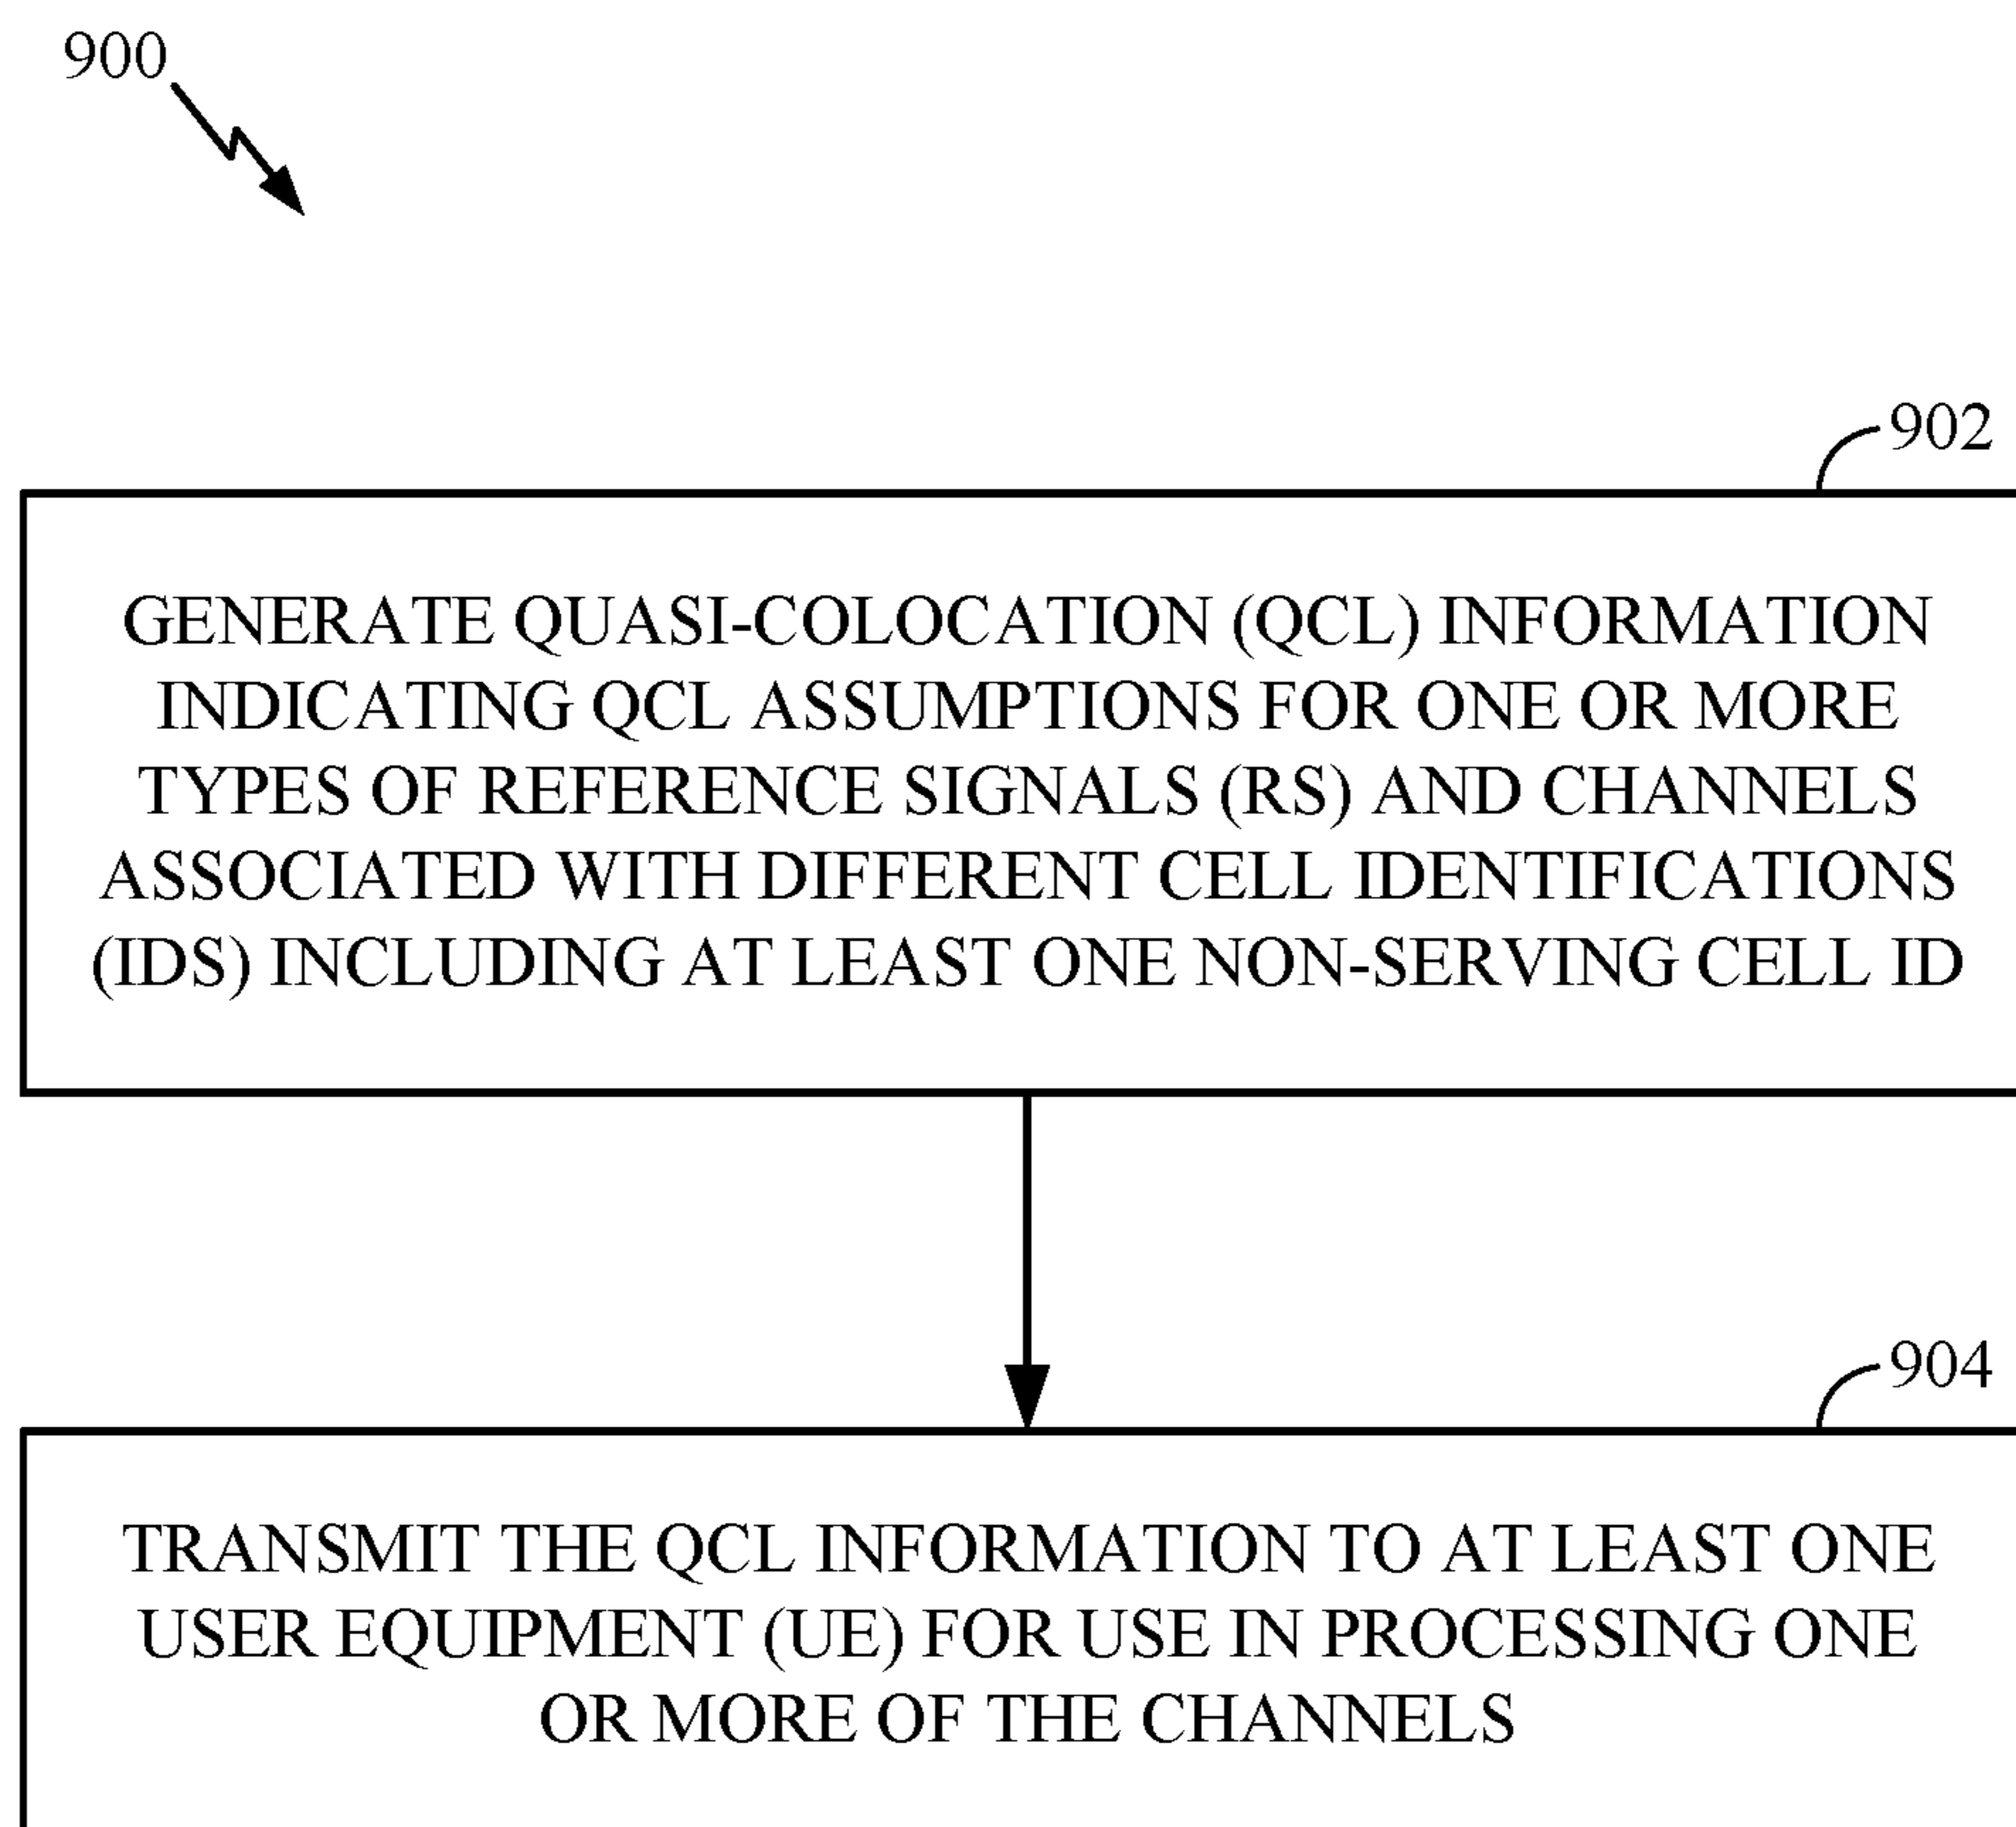 900
902
GENERATE QUASI-COLOCATION (QCL) INFORMATION
INDICATING QCL ASSUMPTIONS FOR ONE OR MORE
TYPES OF REFERENCE SIGNALS (RS) AND CHANNELS
ASSOCIATED WITH DIFFERENT CELL IDENTIFICATIONS
(IDS) INCLUDING AT LEAST ONE NON-SERVING CELL ID
904
TRANSMIT THE QCL INFORMATION TO AT LEAST ONE
USER EQUIPMENT (UE) FOR USE IN PROCESSING ONE
OR MORE OF THE CHANNELS